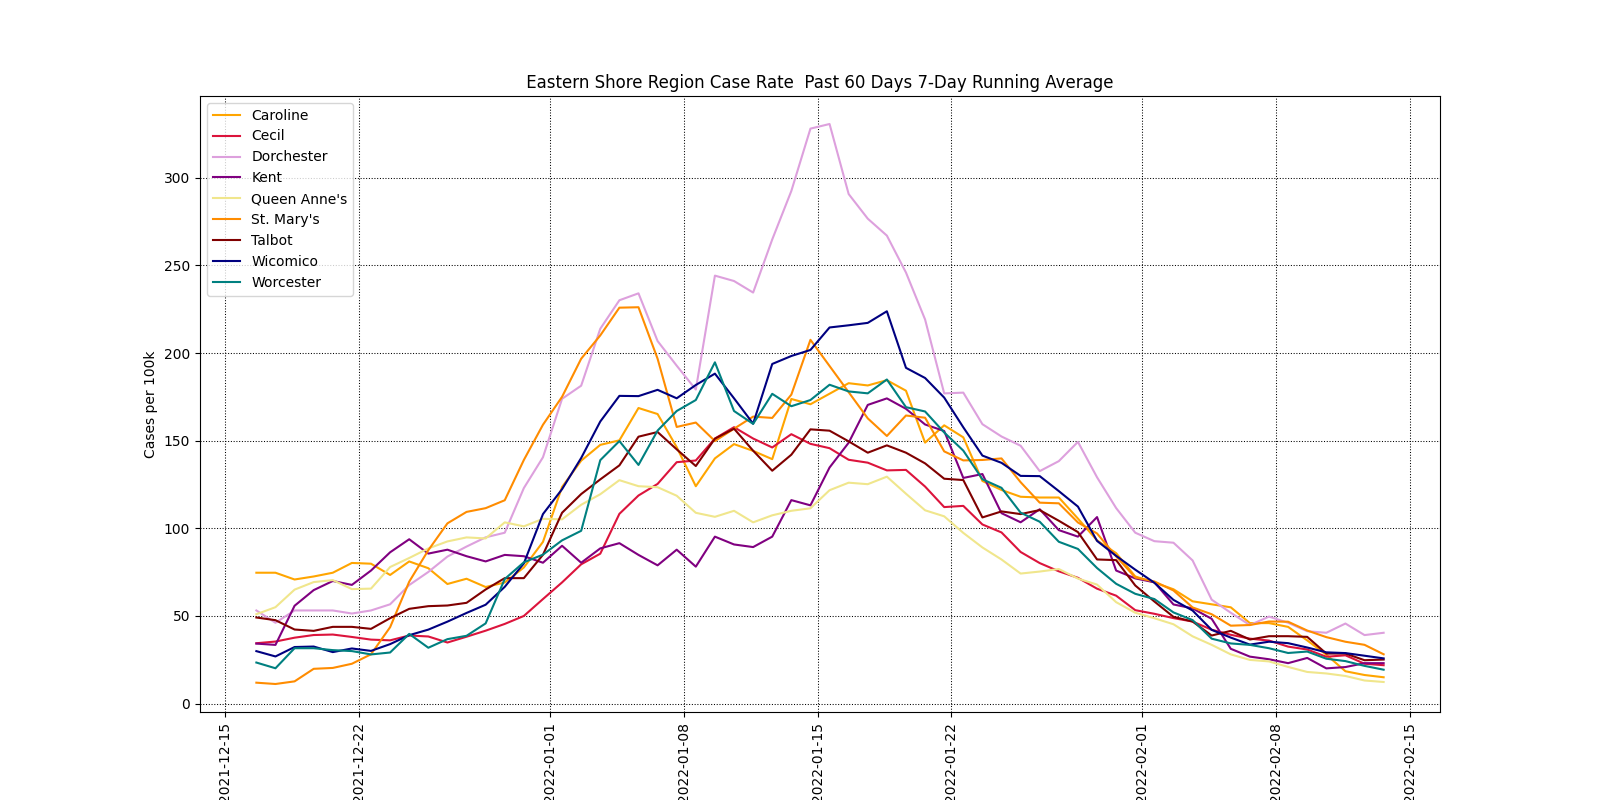 Eastern Shore Region Case Rate  Past 60 Days 7-Day Running Average
Caroline
Cecil
Dorchester
Kent
Queen Anne's
St. Mary's
Talbot
Wicomico
Worcester
Cases per 100k
300
250
200
150
100
50
0
2021-12-15
2021-12-22
2022-01-01
2022-01-08
2022-01-15
2022-01-22
2022-02-01
2022-02-08
2022-02-15